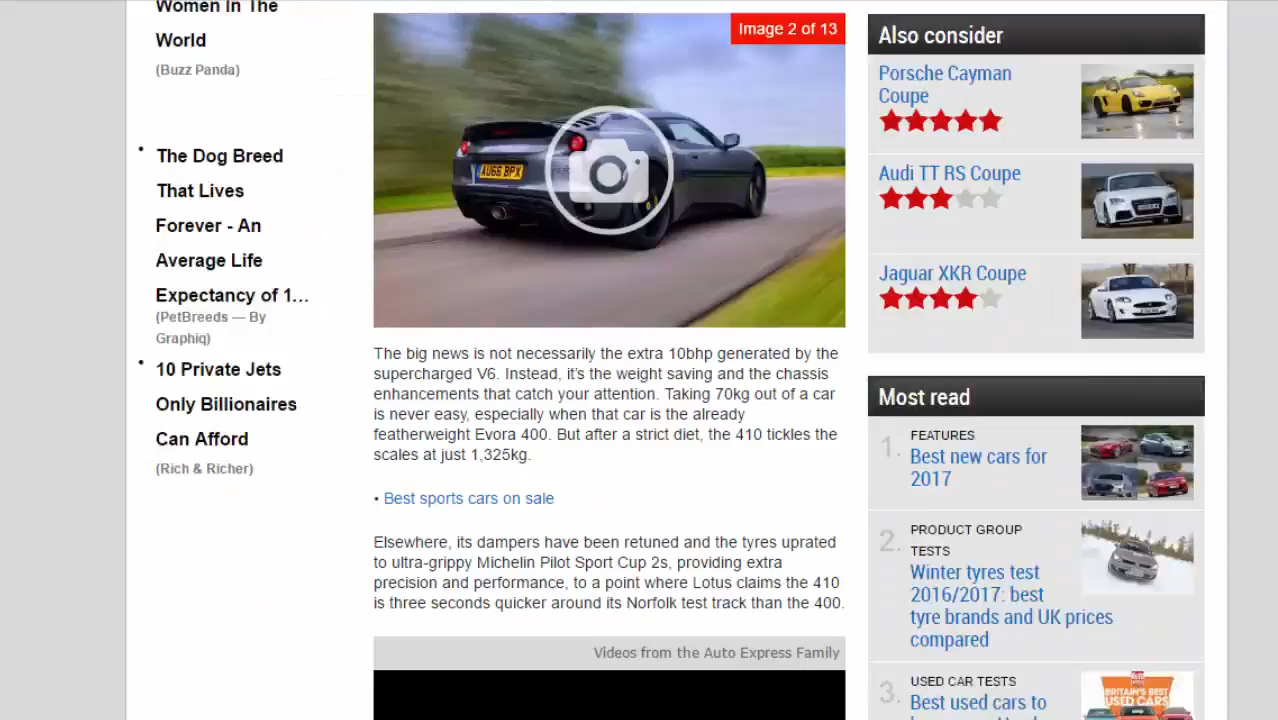 Women In The
World
(Buzz Panda)
• The Dog Breed
That Lives
Forever - An
Average Life
Expectancy of 1...
(PetBreeds — By
Graphiq)
• 10 Private Jets
Only Billionaires
Can Afford
(Rich & Richer)
Image 2 of 13
AU66 BPX
The big news is not necessarily the extra 10bhp generated by the
supercharged V6. Instead, it's the weight saving and the chassis
enhancements that catch your attention. Taking 70kg out of a car
is never easy, especially when that car is the already
featherweight Evora 400. But after a strict diet, the 410 tickles the
scales at just 1,325kg.
• Best sports cars on sale
Elsewhere, its dampers have been retuned and the tyres uprated
to ultra-grippy Michelin Pilot Sport Cup 2s, providing extra
precision and performance, to a point where Lotus claims the 410
is three seconds quicker around its Norfolk test track than the 400.
Videos from the Auto Express Family
Also consider
Porsche Cayman
Coupe
Audi TT RS Coupe
Jaguar XKR Coupe
Most read
1. FEATURES
Best new cars for
2017
2. PRODUCT GROUP
TESTS
Winter tyres test
2016/2017: best
tyre brands and UK prices
compared
3. USED CAR TESTS
Best used cars to
BRITAIN'S BEST
USED CARS